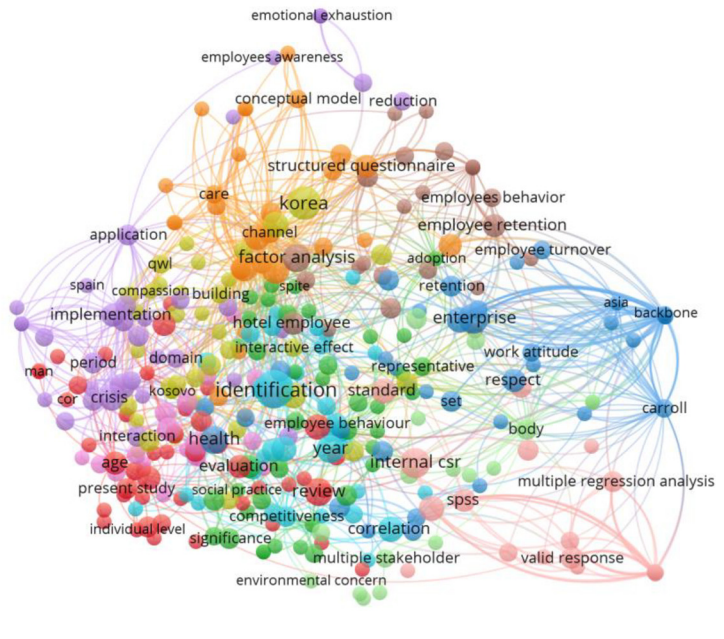 emotional exhaustion
employees awareness
conceptual model
reduction
structured questionnaire
care
employees behavior
korea
employee retention
application
channel
employee turnover
factor analysis
adoption
qwl
spain
compassion
building
spite
retention
asia
backbone
implementation
hotel employee
enterprise
interactive effect
work attitude
period
domain
representative
man
respect
identification
standard
cor
crisis
kosovo
set
carroll
employee behaviour
body
interaction
health
year
age
evaluation
internal csr
multiple regression analysis
present study
social practice
review
spss
competitiveness
individual level
significance
correlation
multiple stakeholder
valid response
environmental concern